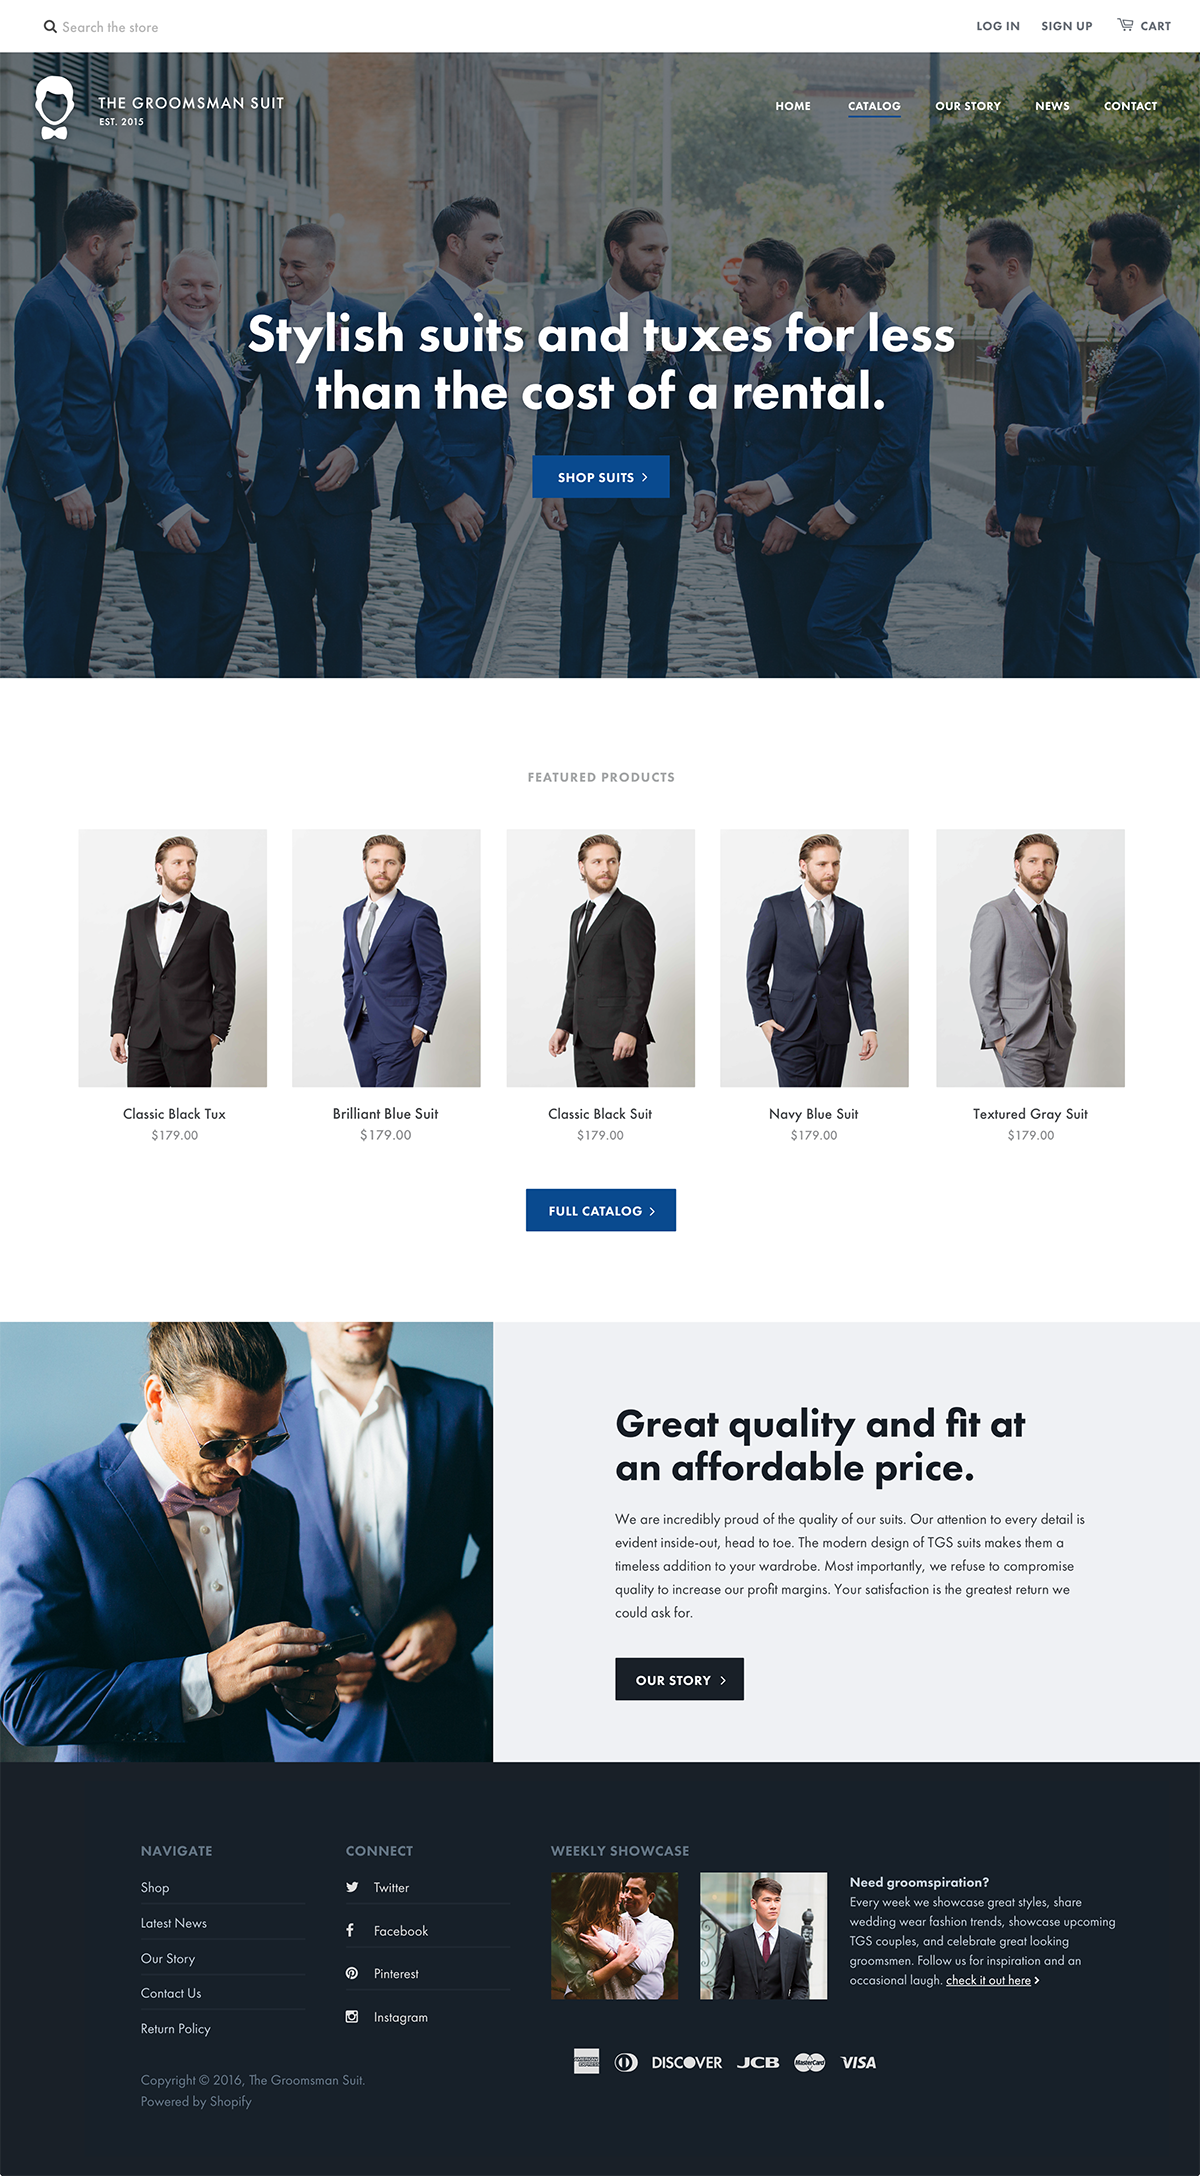 Search the store
LOG IN
SIGN UP
CART
THE GROOMSMAN SUIT
EST. 2015
HOME
CATALOG
OUR STORY
NEWS
CONTACT
Stylish suits and tuxes for less
than the cost of a rental.
SHOP SUITS
FEATURED PRODUCTS
Classic Black Tux
$179.00
Brilliant Blue Suit
$179.00
Classic Black Suit
$179.00
Navy Blue Suit
$179.00
Textured Gray Suit
$179.00
FULL CATALOG
Great quality and fit at
an affordable price.
We are incredibly proud of the quality of our suits. Our attention to every detail is
evident inside-out, head to toe. The modern design of TGS suits makes them a
timeless addition to your wardrobe. Most importantly, we refuse to compromise
quality to increase our profit margins. Your satisfaction is the greatest return we
could ask for.
OUR STORY
NAVIGATE
Shop
Latest News
Our Story
Contact Us
Return Policy
CONNECT
Twitter
Facebook
Pinterest
Instagram
WEEKLY SHOWCASE
Need groomspiration?
Every week we showcase great styles, share
wedding wear fashion trends, showcase upcoming
TGS couples, and celebrate great looking
groomsmen. Follow us for inspiration and an
occasional laugh. check it out here
AMERICAN
EXPRESS
DISCOVER
JCB
MasterCard
VISA
Copyright © 2016, The Groomsman Suit.
Powered by Shopify